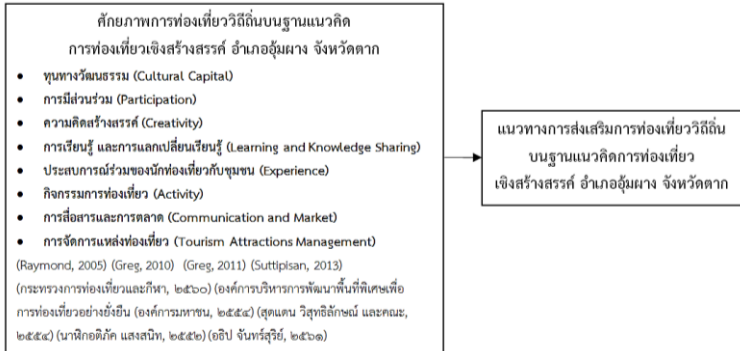 ศักยภาพการท่องเที่ยววิถีถิ่นบนฐานแนวคิด
การท่องเที่ยวเชิงสร้างสรรค์ อำเภออุ้มผาง จังหวัดตาก
• ทุนทางวัฒนธรรม (Cultural Capital)
• การมีส่วนร่วม (Participation)
• ความคิดสร้างสรรค์ (Creativity)
• การเรียนรู้ และการแลกเปลี่ยนเรียนรู้ (Learning and Knowledge Sharing)
• ประสบการณ์ร่วมของนักท่องเที่ยวกับชุมชน (Experience)
• กิจกรรมการท่องเที่ยว (Activity)
• การสื่อสารและการตลาด (Communication and Market)
• การจัดการแหล่งท่องเที่ยว (Tourism Attractions Management)
(Raymond, 2005) (Greg, 2010) (Greg, 2011) (Suttipisan, 2013)
(กระทรวงการท่องเที่ยวและกีฬา, ๒๕๖๐) (องค์การบริหารการพัฒนาพื้นที่พิเศษเพื่อ
การท่องเที่ยวอย่างยั่งยืน (องค์การมหาชน, ๒๕๕๔) (สุดแดน วิสุทธิลักษณ์ และคณะ,
๒๕๕๔) (นาฬิกอติภัค แสงสนิท, ๒๕๕๒) (อธิป จันทร์สุริย์, ๒๕๖๑)
แนวทางการส่งเสริมการท่องเที่ยววิถีถิ่น
บนฐานแนวคิดการท่องเที่ยว
เชิงสร้างสรรค์ อำเภออุ้มผาง จังหวัดตาก